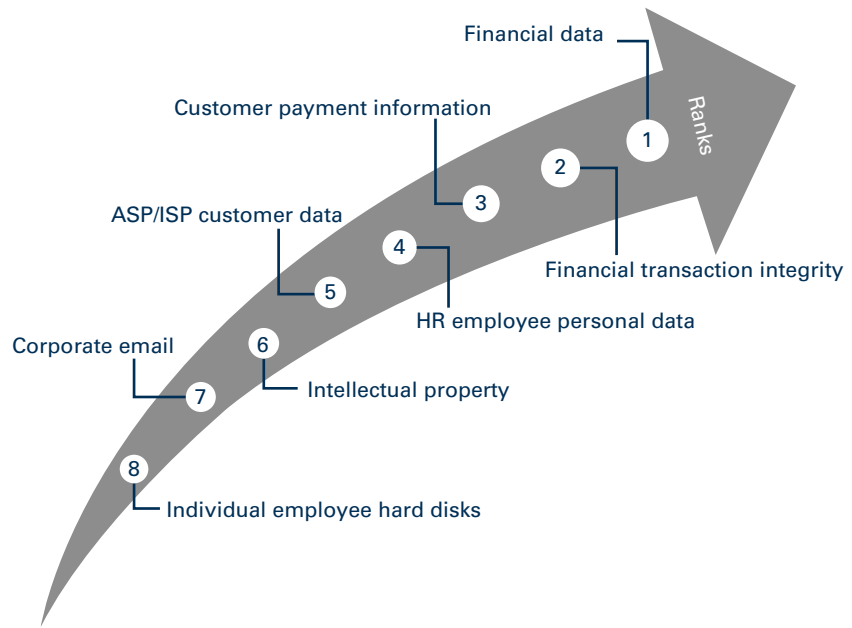 Financial data
Ranks
1
Customer payment information
2
3
ASP/ISP customer data
4
Financial transaction integrity
5
HR employee personal data
Corporate email
6
Intellectual property
7
8
Individual employee hard disks